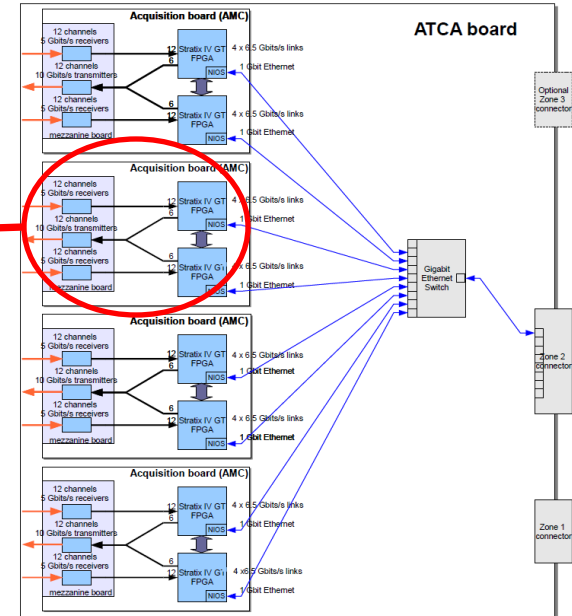 ATCA board
Acquisition board (AMC)
12 channels
5 Gbits/s receivers
12 channels
10 Gbits/s transmitters
12 channels
5 Gbits/s receivers
mezzanine board
12
6
Stratix IV GT
FPGA
NIOS
4 x 6.5 Gbits/s links
1 Gbit Ethernet
6
12
Stratix IV GT
FPGA
NIOS
4 x 6.5 Gbits/s links
1 Gbit Ethernet
Acquisition board (AMC)
12 channels
5 Gbits/s receivers
12 channels
10 Gbits/s transmitters
12 channels
5 Gbits/s receivers
mezzanine board
12
6
Stratix IV GT
FPGA
NIOS
4 x 6.5 Gbits/s links
1 Gbit Ethernet
6
12
Stratix IV GT
FPGA
NIOS
4 x 6.5 Gbits/s links
1 Gbit Ethernet
Acquisition board (AMC)
12 channels
5 Gbits/s receivers
12 channels
10 Gbits/s transmitters
12 channels
5 Gbits/s receivers
mezzanine board
12
6
Stratix IV GT
FPGA
NIOS
4 x 6.5 Gbits/s links
1 Gbit Ethernet
6
12
Stratix IV GT
FPGA
NIOS
4 x 6.5 Gbits/s links
1 Gbit Ethernet
Acquisition board (AMC)
12 channels
5 Gbits/s receivers
12 channels
10 Gbits/s transmitters
12 channels
5 Gbits/s receivers
mezzanine board
12
6
Stratix IV GT
FPGA
NIOS
4 x 6.5 Gbits/s links
1 Gbit Ethernet
6
12
Stratix IV GT
FPGA
NIOS
4 x6.5 Gbits/s links
1 Gbit Ethernet
Gigabit
Ethernet
Switch
Optional
Zone 3
connector
Zone 2
connector
Zone 1
connector